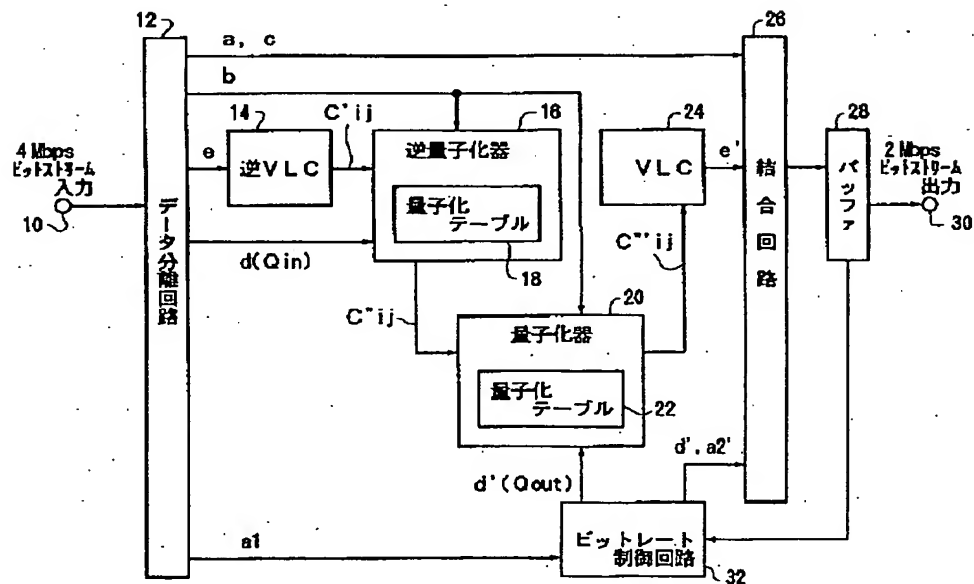 12
26
a, c
b
14
C'ij
16
24
28
4 Mbps
ビットストリーム
入力
10
e
逆VLC
逆量子化器
量子化
テーブル
18
VLC
e'
バッファ
2 Mbps
ビットストリーム
出力
30
データ分離回路
結合回路
d(Qin)
C"ij
C"'ij
20
量子化器
量子化
テーブル
22
d'(Qout)
d', a2'
a1
ビットレート
制御回路
32